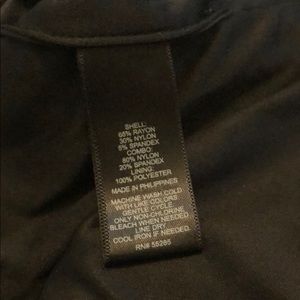 SHELL:
65% RAYON
30% NYLON
5% SPANDEX
COMBO:
80% NYLON
20% SPANDEX
LINING:
100% POLYESTER
MADE IN PHILIPPINES
MACHINE WASH COLD
WITH LIKE COLORS
GENTLE CYCLE
ONLY NON-CHLORINE
BLEACH WHEN NEEDED
LINE DRY
COOL IRON IF NEEDED.
RN# 55285